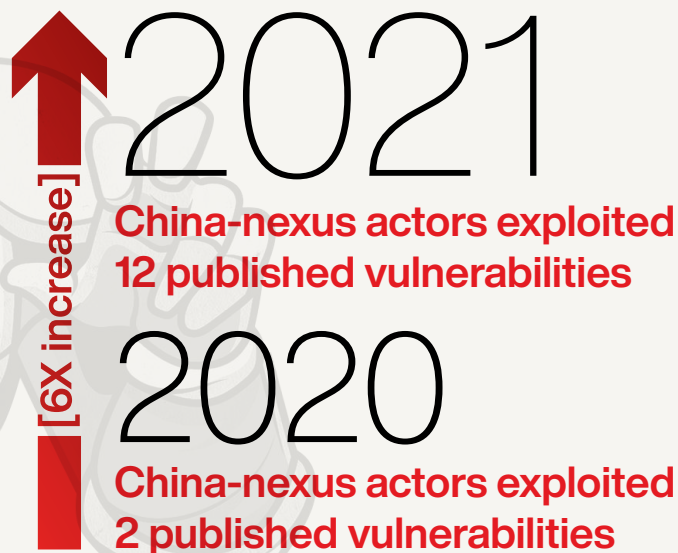 2021
China-nexus actors exploited
12 published vulnerabilities
[6X increase]
2020
China-nexus actors exploited
2 published vulnerabilities